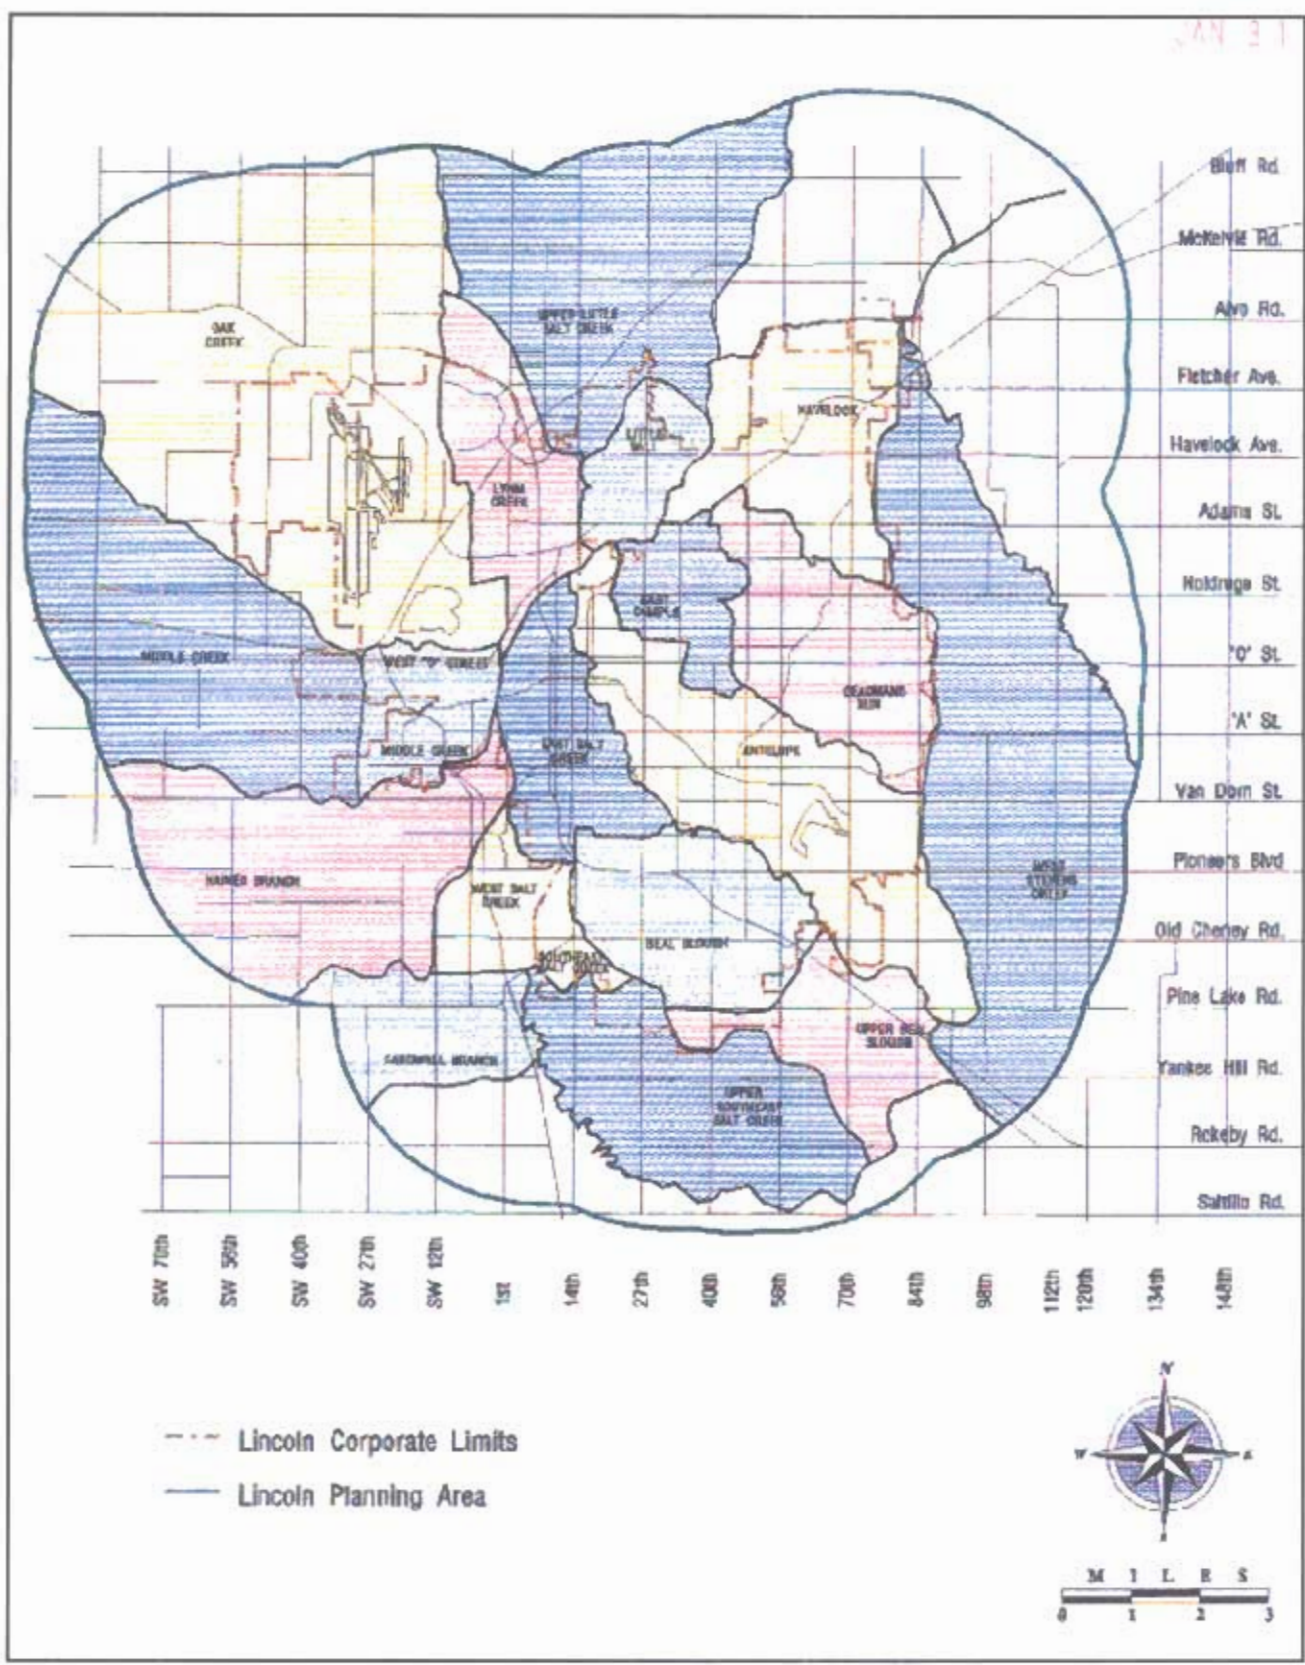 Bluff Rd.
McKelvie Rd.
Alvo Rd.
Fletcher Ave.
Havelock Ave.
Adams St.
Holdrege St.
'O' St.
'A' St.
Van Dorn St.
Pioneers Blvd
Old Cheney Rd.
Pine Lake Rd.
Yankee Hill Rd.
Rokeby Rd.
Saltillo Rd.
UPPER LITTLE
SALT CREEK
OAK
CREEK
HAVELOCK
LITTLE
LYNN
CREEK
EAST
MIDDLE CREEK
WEST "O" STREET
DEADMANS
RUN
MIDDLE CREEK
EAST SALT
CREEK
ANTELOPE
HAINES BRANCH
WEST SALT
CREEK
WEST
STEVENS
CREEK
BEAL SLOUGH
SOUTHEAST
SALT CREEK
UPPER BEAL
SLOUGH
CARDWELL BRANCH
UPPER
SOUTHEAST
SALT CREEK
SW 70th
SW 56th
SW 40th
SW 27th
SW 12th
1st
14th
27th
40th
56th
70th
84th
98th
112th
120th
134th
148th
Lincoln Corporate Limits
Lincoln Planning Area
N
W
E
S
MILES
0 1 2 3